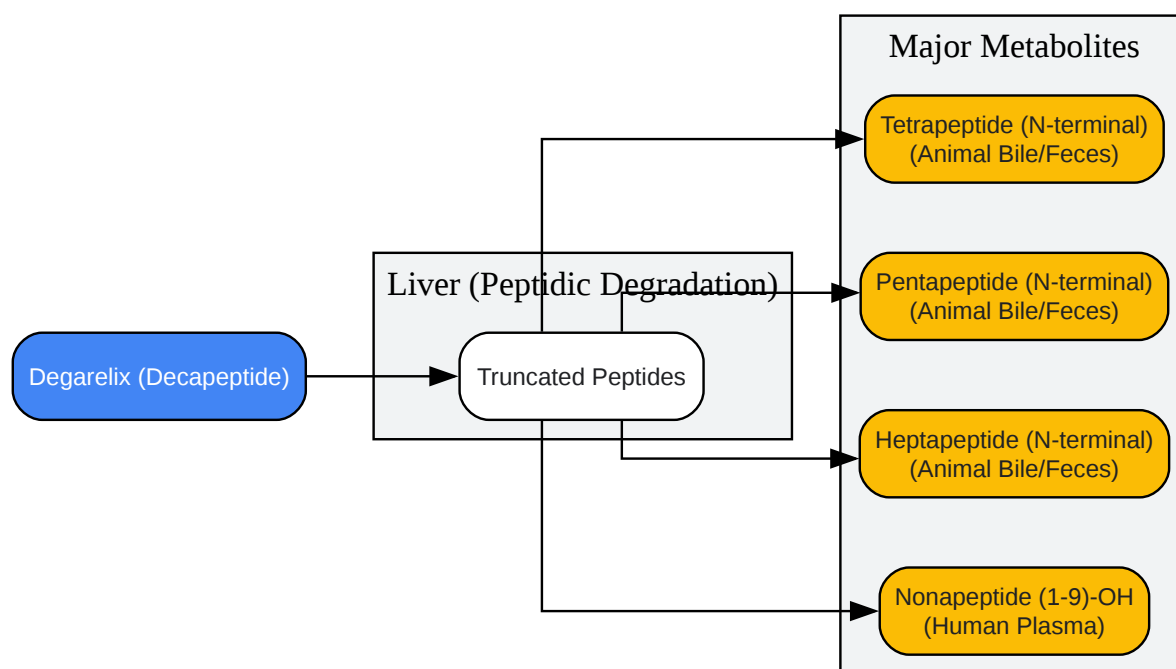 Major Metabolites
Tetrapeptide (N-terminal)
(Animal Bile/Feces)
Liver (Peptidic Degradation)
Pentapeptide (N-terminal)
(Animal Bile/Feces)
Degarelix (Decapeptide)
Truncated Peptides
Heptapeptide (N-terminal)
(Animal Bile/Feces)
Nonapeptide (1-9)-OH
(Human Plasma)